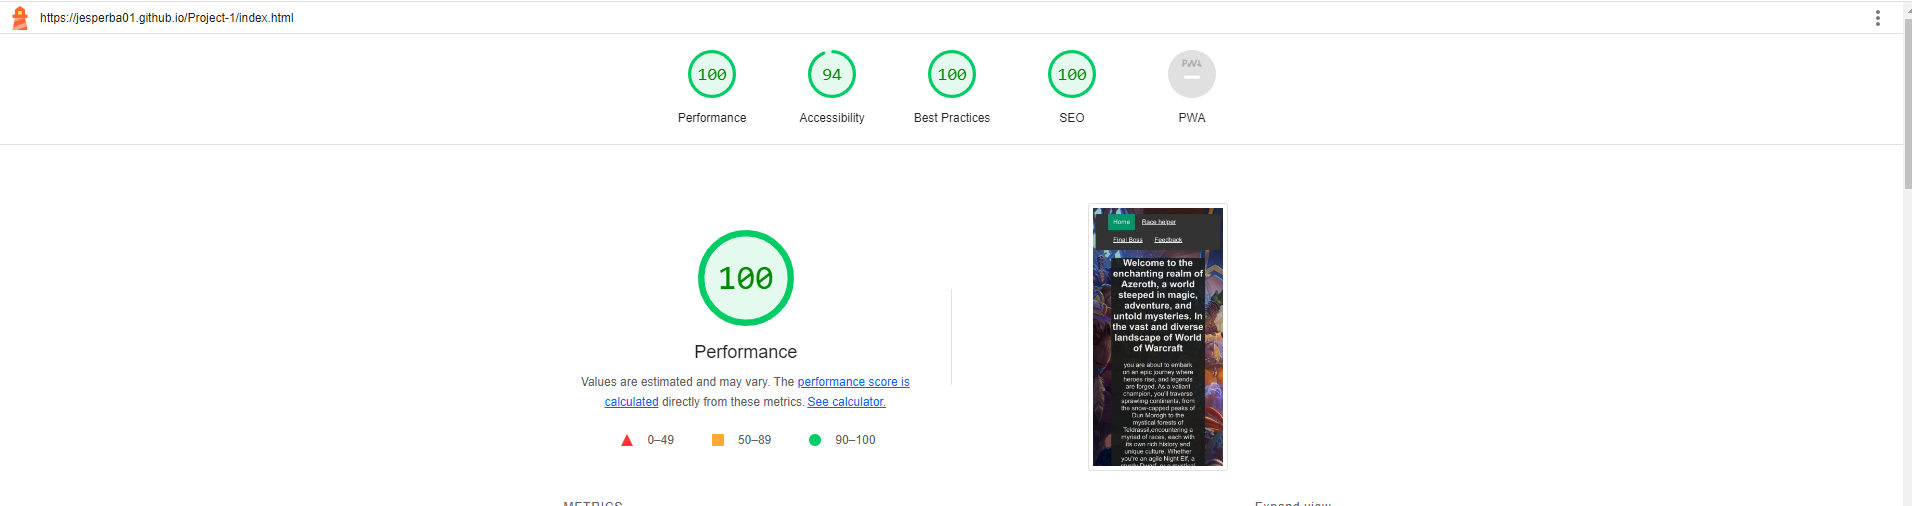 https://jesperba01.github.io/Project-1/index.html
100
94
100
100
PWA
Performance
Accessibility
Best Practices
SEO
PWA
100
Performance
Values are estimated and may vary. The performance score is
calculated directly from these metrics. See calculator.
0–49
50–89
90–100
Home
Race helper
Final Boss
Feedback
Welcome to the
enchanting realm of
Azeroth, a world
steeped in magic,
adventure, and
untold mysteries. In
the vast and diverse
landscape of World
of Warcraft
you are about to embark
on an epic journey where
heroes rise, and legends
are forged. As a valiant
champion, you'll traverse
sprawling continents, from
the snow-capped peaks of
Dun Morogh to the
mystical forests of
Teldrassil,encountering a
myriad of races, each with
its own rich history and
unique culture. Whether
you're an agile Night Elf, a
sturdy Dwarf, or a mystical
METRICS
Expand view